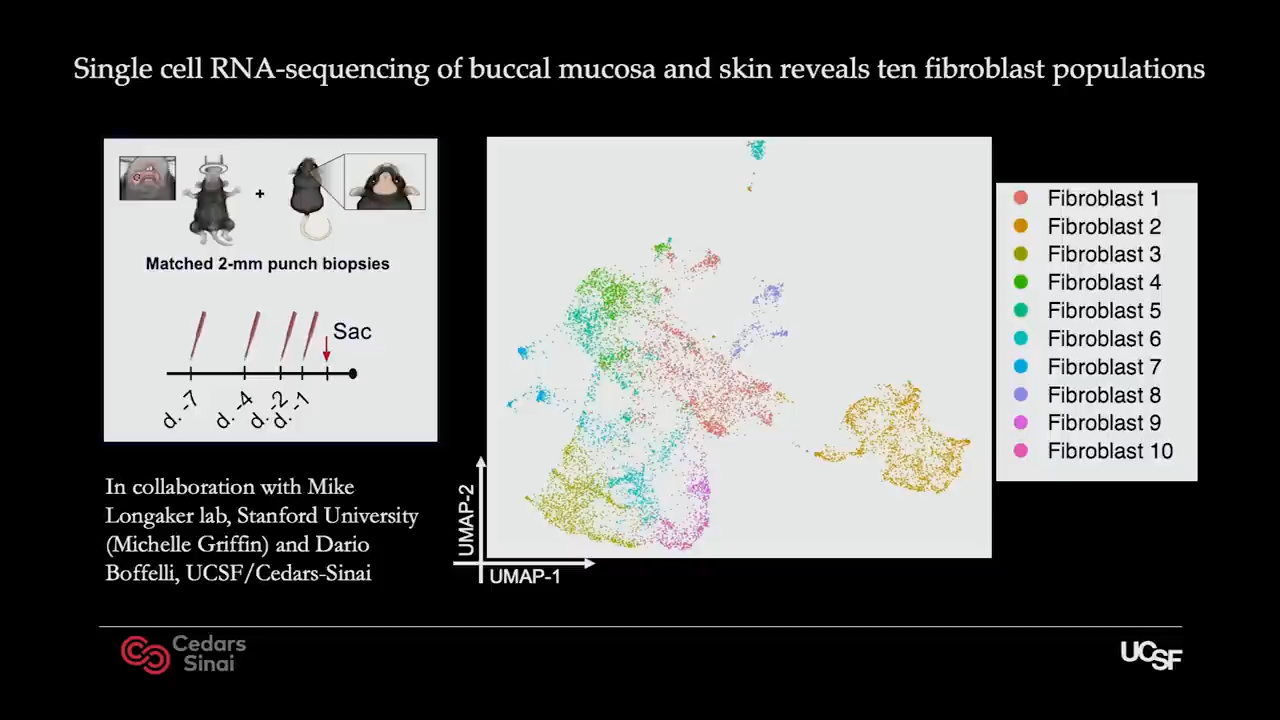 Single cell RNA-sequencing of buccal mucosa and skin reveals ten fibroblast populations
+
Matched 2-mm punch biopsies
Sac
d. -7
d. -4
d. -2
d. -1
In collaboration with Mike
Longaker lab, Stanford University
(Michelle Griffin) and Dario
Boffelli, UCSF/Cedars-Sinai
UMAP-2
UMAP-1
Fibroblast 1
Fibroblast 2
Fibroblast 3
Fibroblast 4
Fibroblast 5
Fibroblast 6
Fibroblast 7
Fibroblast 8
Fibroblast 9
Fibroblast 10
Cedars
Sinai
UCSF